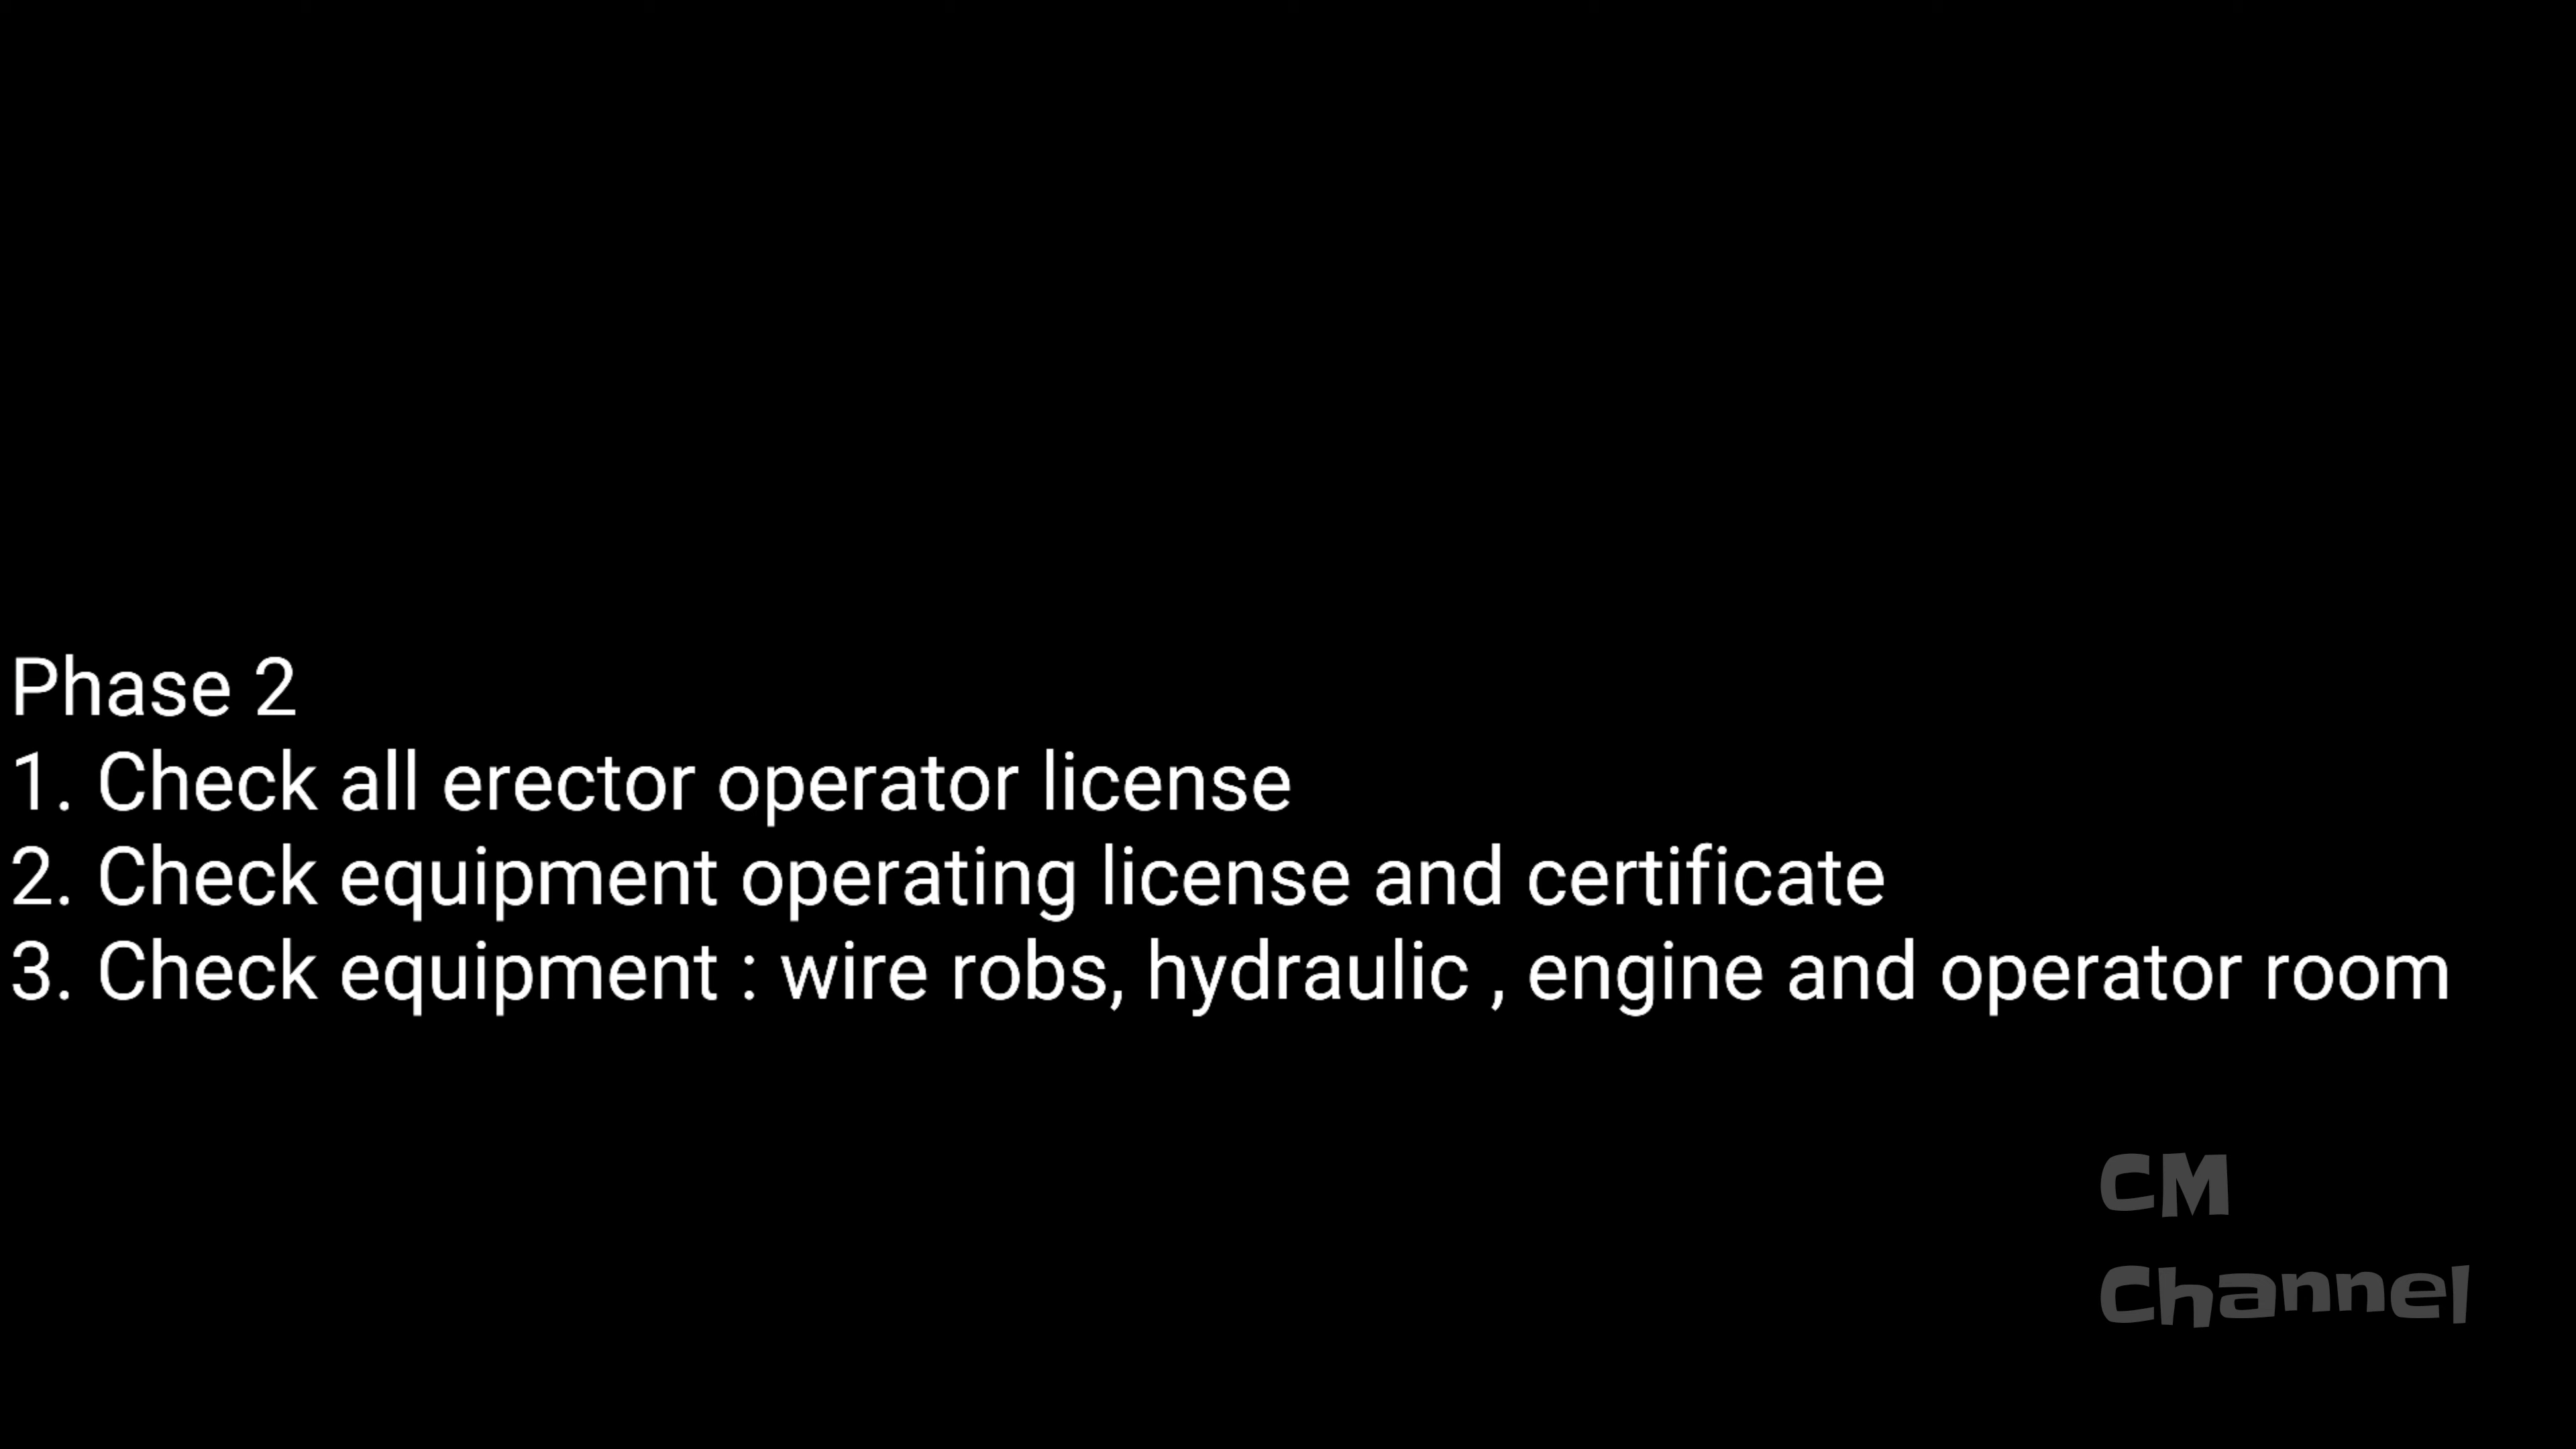 Phase 2
1. Check all erector operator license
2. Check equipment operating license and certificate
3. Check equipment : wire robs, hydraulic , engine and operator room
CM
Channel